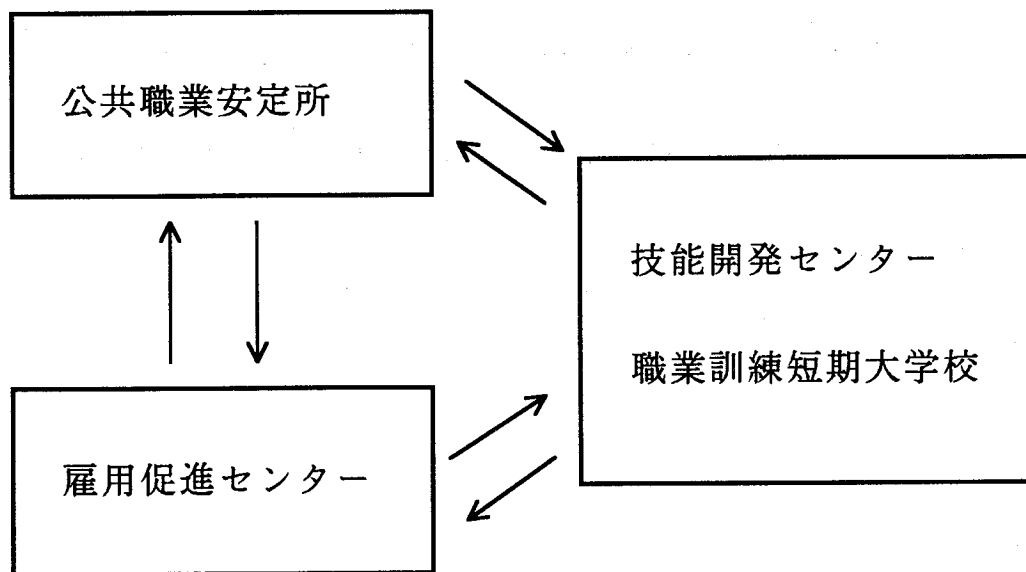 公共職業安定所
技能開発センター
職業訓練短期大学校
雇用促進センター